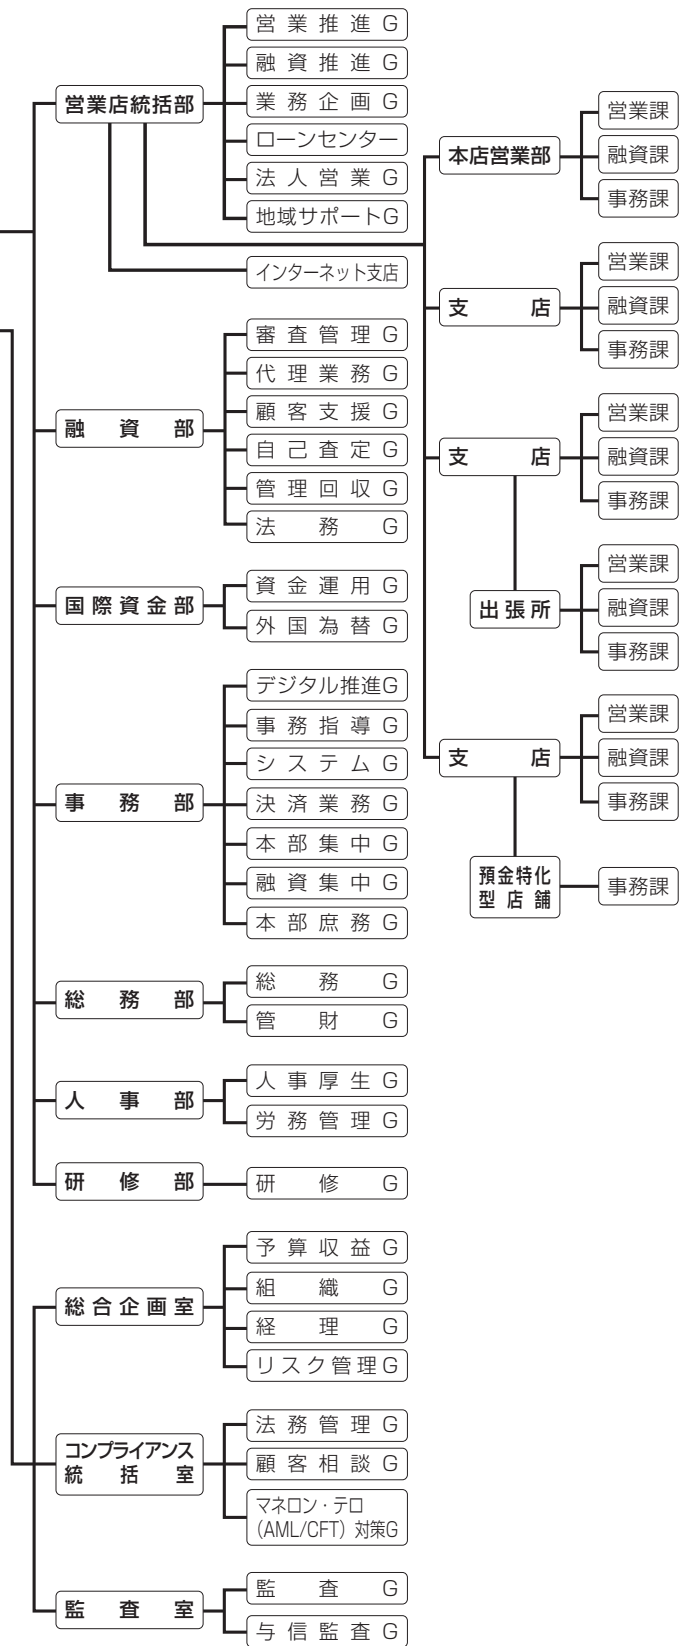 営業店統括部
営業推進G
融資推進G
業務企画G
ローンセンター
法人営業G
地域サポートG
インターネット支店
融資部
審査管理G
代理業務G
顧客支援G
自己査定G
管理回収G
法務G
国際資金部
資金運用G
外国為替G
事務部
デジタル推進G
事務指導G
システムG
決済業務G
本部集中G
融資集中G
本部庶務G
総務部
総務G
管財G
人事部
人事厚生G
労務管理G
研修部
研修G
総合企画室
予算収益G
組織G
経理G
リスク管理G
コンプライアンス
統括室
法務管理G
顧客相談G
マネロン・テロ
(AML/CFT) 対策G
監査室
監査G
与信監査G
本店営業部
営業課
融資課
事務課
支店
営業課
融資課
事務課
支店
営業課
融資課
事務課
出張所
営業課
融資課
事務課
支店
営業課
融資課
事務課
預金特化
型店舗
事務課